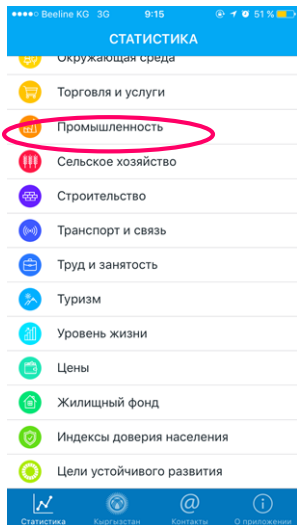 Beeline KG 3G 9:15 51 %
СТАТИСТИКА
Окружающая среда
Торговля и услуги
Промышленность
Сельское хозяйство
Строительство
Транспорт и связь
Труд и занятость
Туризм
Уровень жизни
Цены
Жилищный фонд
Индексы доверия населения
Цели устойчивого развития
Статистика Кыргызстан Контакты О приложении